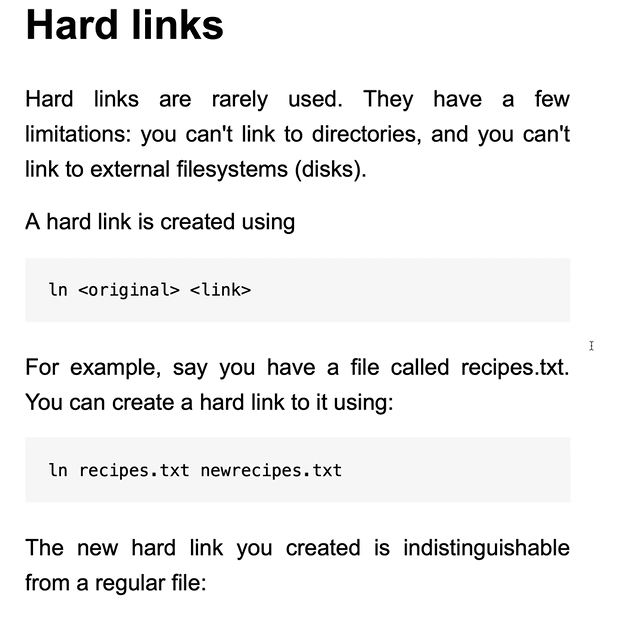 Hard links
Hard links are rarely used. They have a few
limitations: you can't link to directories, and you can't
link to external filesystems (disks).
A hard link is created using
ln <original> <link>
For example, say you have a file called recipes.txt.
You can create a hard link to it using:
ln recipes.txt newrecipes.txt
The new hard link you created is indistinguishable
from a regular file: